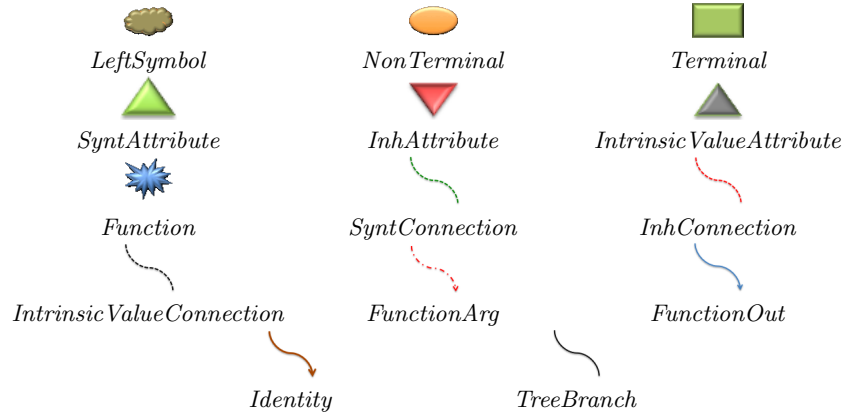 LeftSymbol NonTerminal Terminal
SyntAttribute InhAttribute IntrinsicValueAttribute
Function SyntConnection InhConnection
IntrinsicValueConnection FunctionArg FunctionOut
Identity TreeBranch